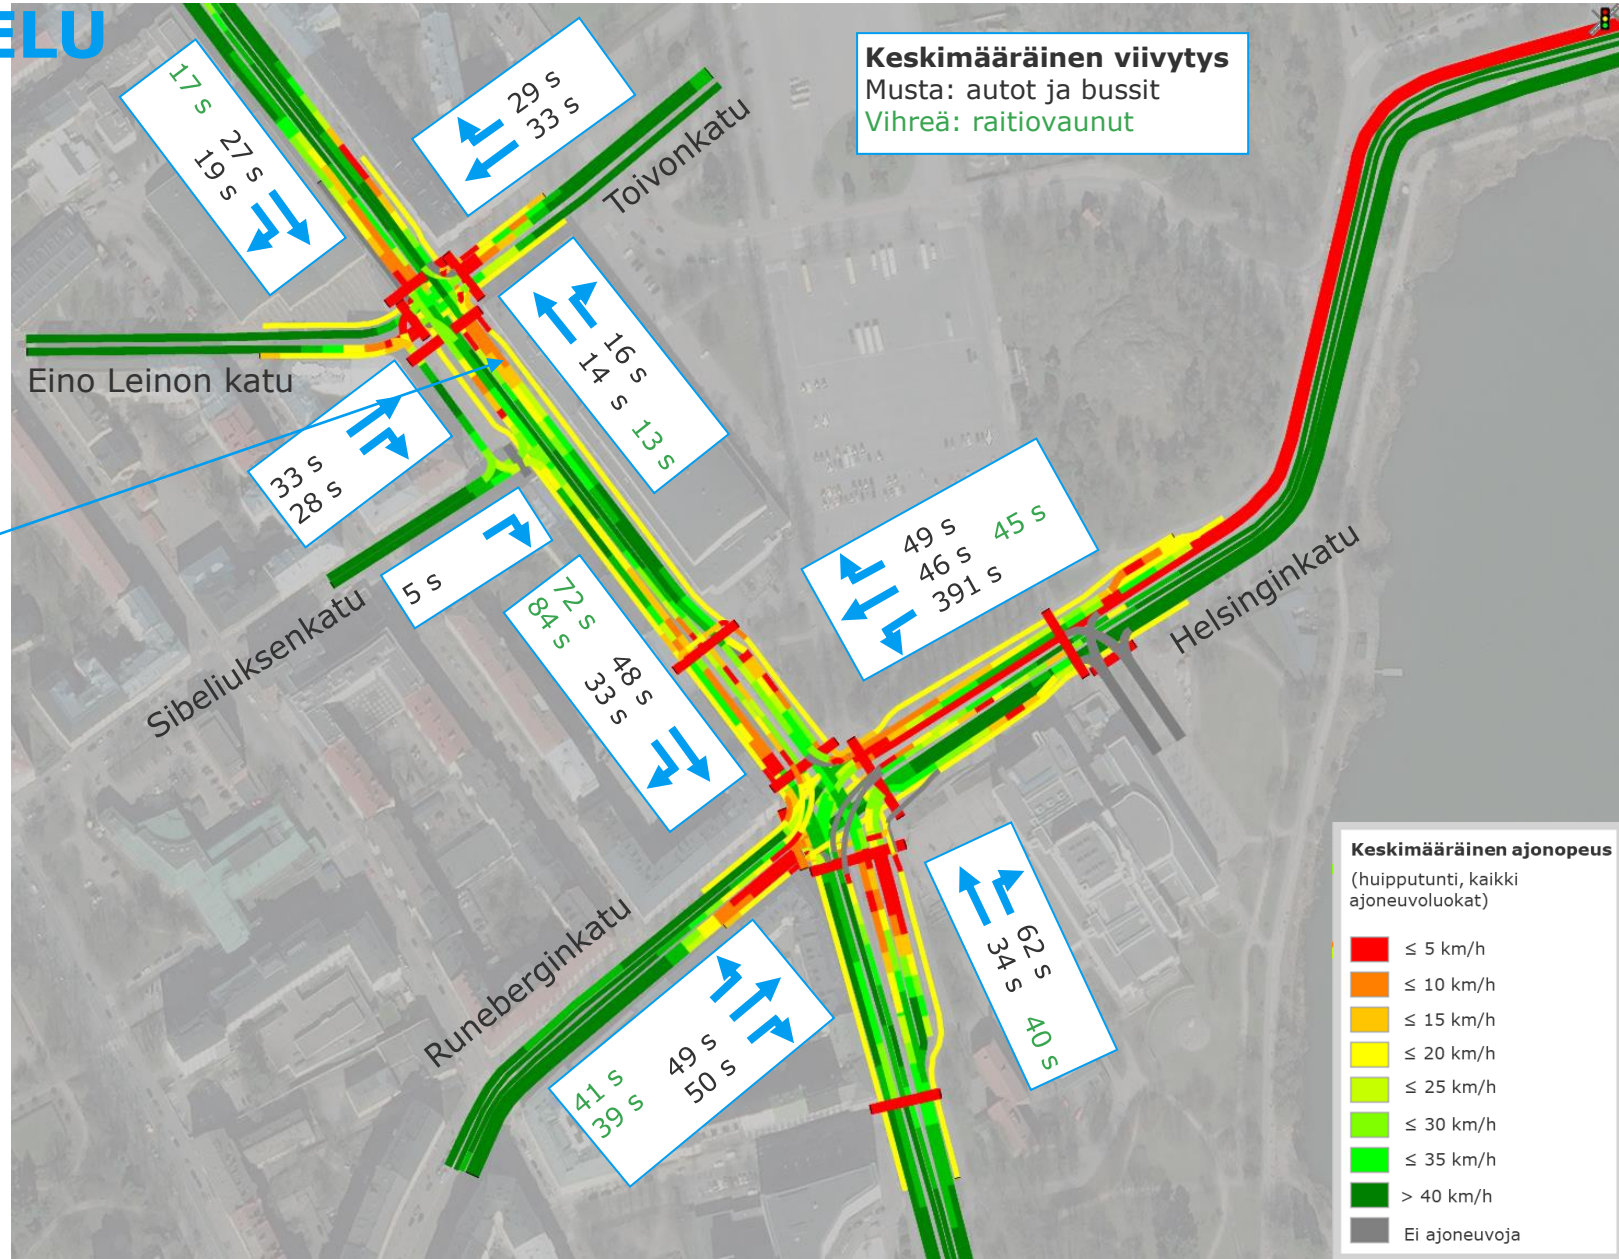 ELU
Keskimääräinen viivytys
Musta: autot ja bussit
Vihreä: raitiovaunut
17 s
27 s
19 s
29 s
33 s
Toivonkatu
16 s
14 s
13 s
Eino Leinon katu
33 s
28 s
5 s
Sibeliuksenkatu
72 s
84 s
48 s
33 s
49 s
46 s
45 s
391 s
Helsinginkatu
62 s
34 s
40 s
Runeberginkatu
41 s
39 s
49 s
50 s
Keskimääräinen ajonopeus
(huipputunti, kaikki
ajoneuvoluokat)
≤ 5 km/h
≤ 10 km/h
≤ 15 km/h
≤ 20 km/h
≤ 25 km/h
≤ 30 km/h
≤ 35 km/h
> 40 km/h
Ei ajoneuvoja